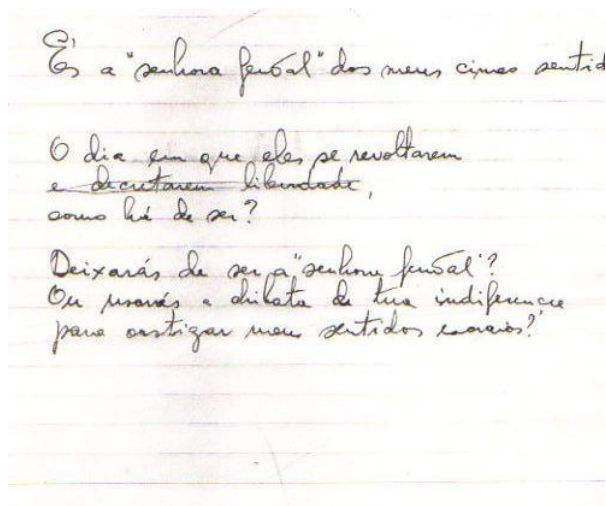 És a "senhora feudal" dos meus cinco sentid
O dia em que eles se revoltarem
e decretarem liberdade,
como há de ser?
Deixarás de ser a "senhora feudal"?
Ou usarás a chibata da tua indiferença
para castigar meus sentidos escravos?